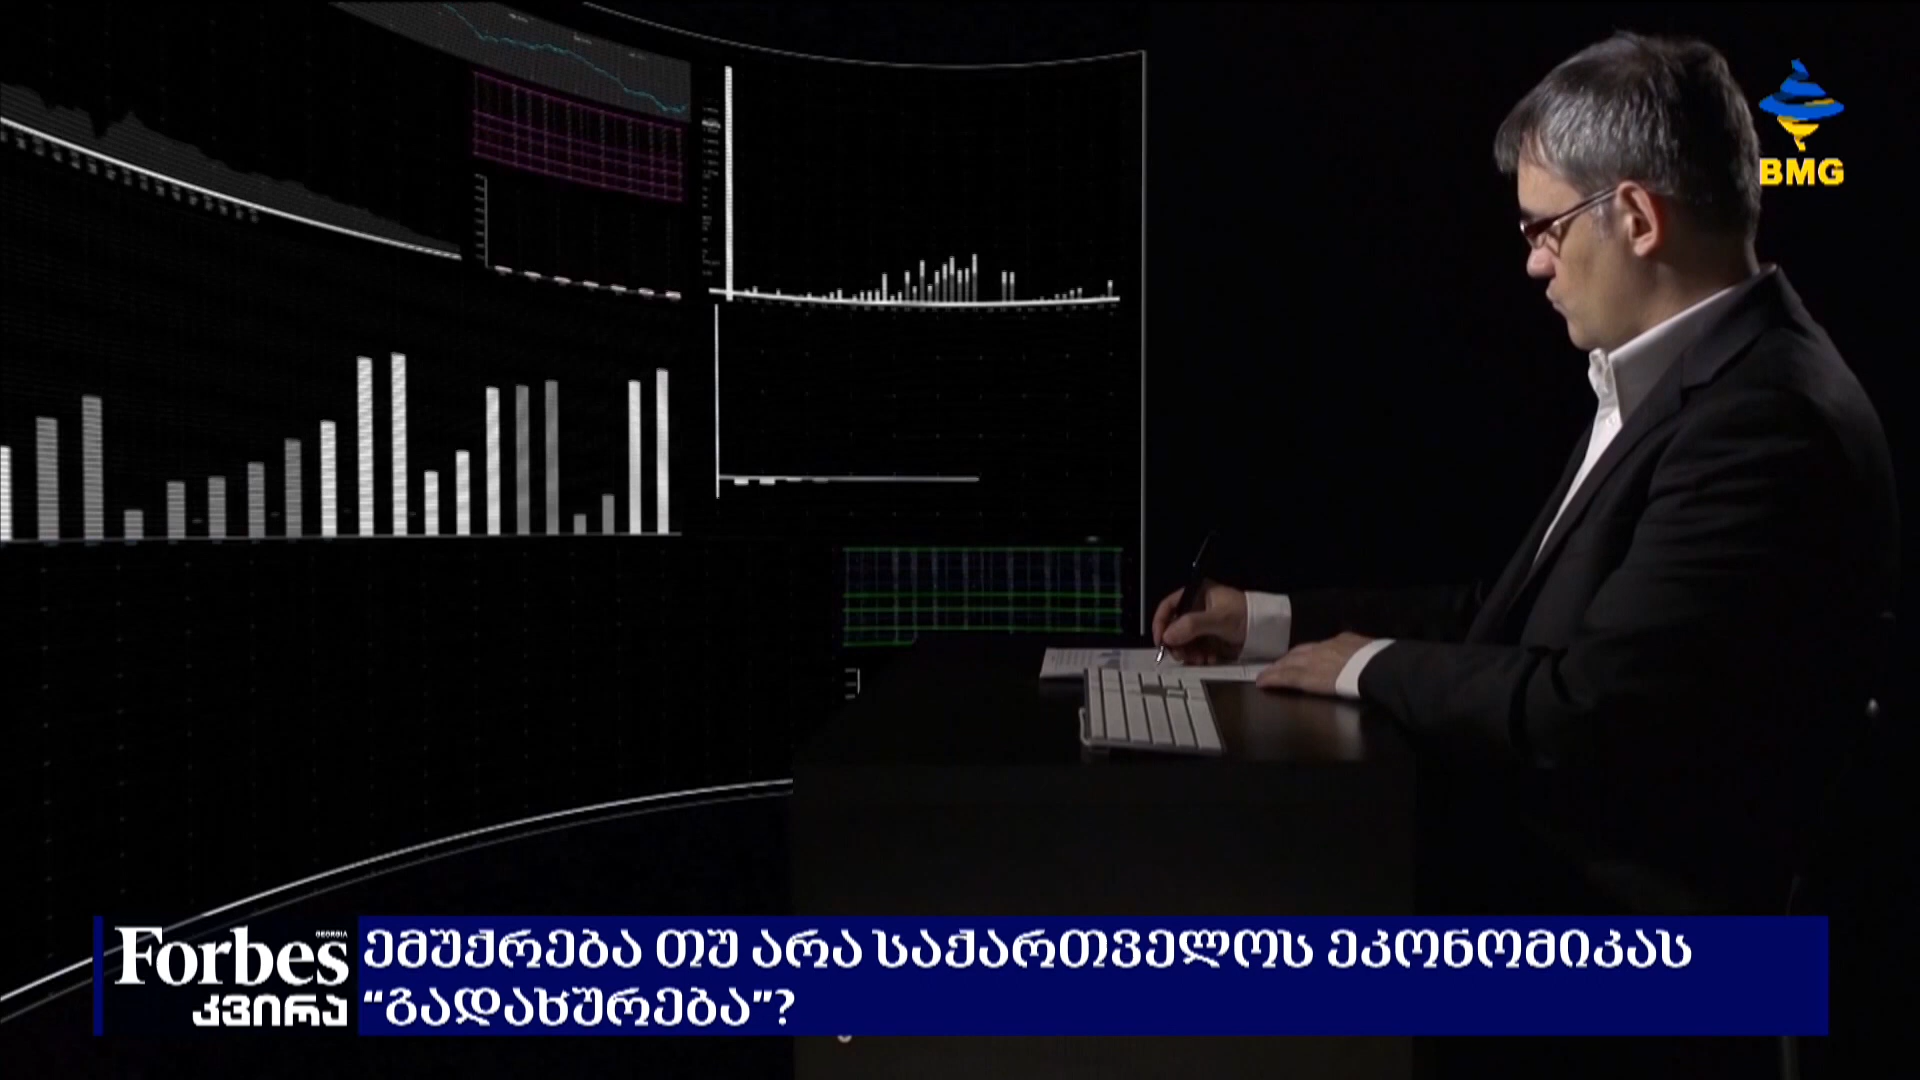 BMG
Forbes
GEORGIA
კვირა
ემუქრება თუ არა საქართველოს ეკონომიკას
“გადახურება”?